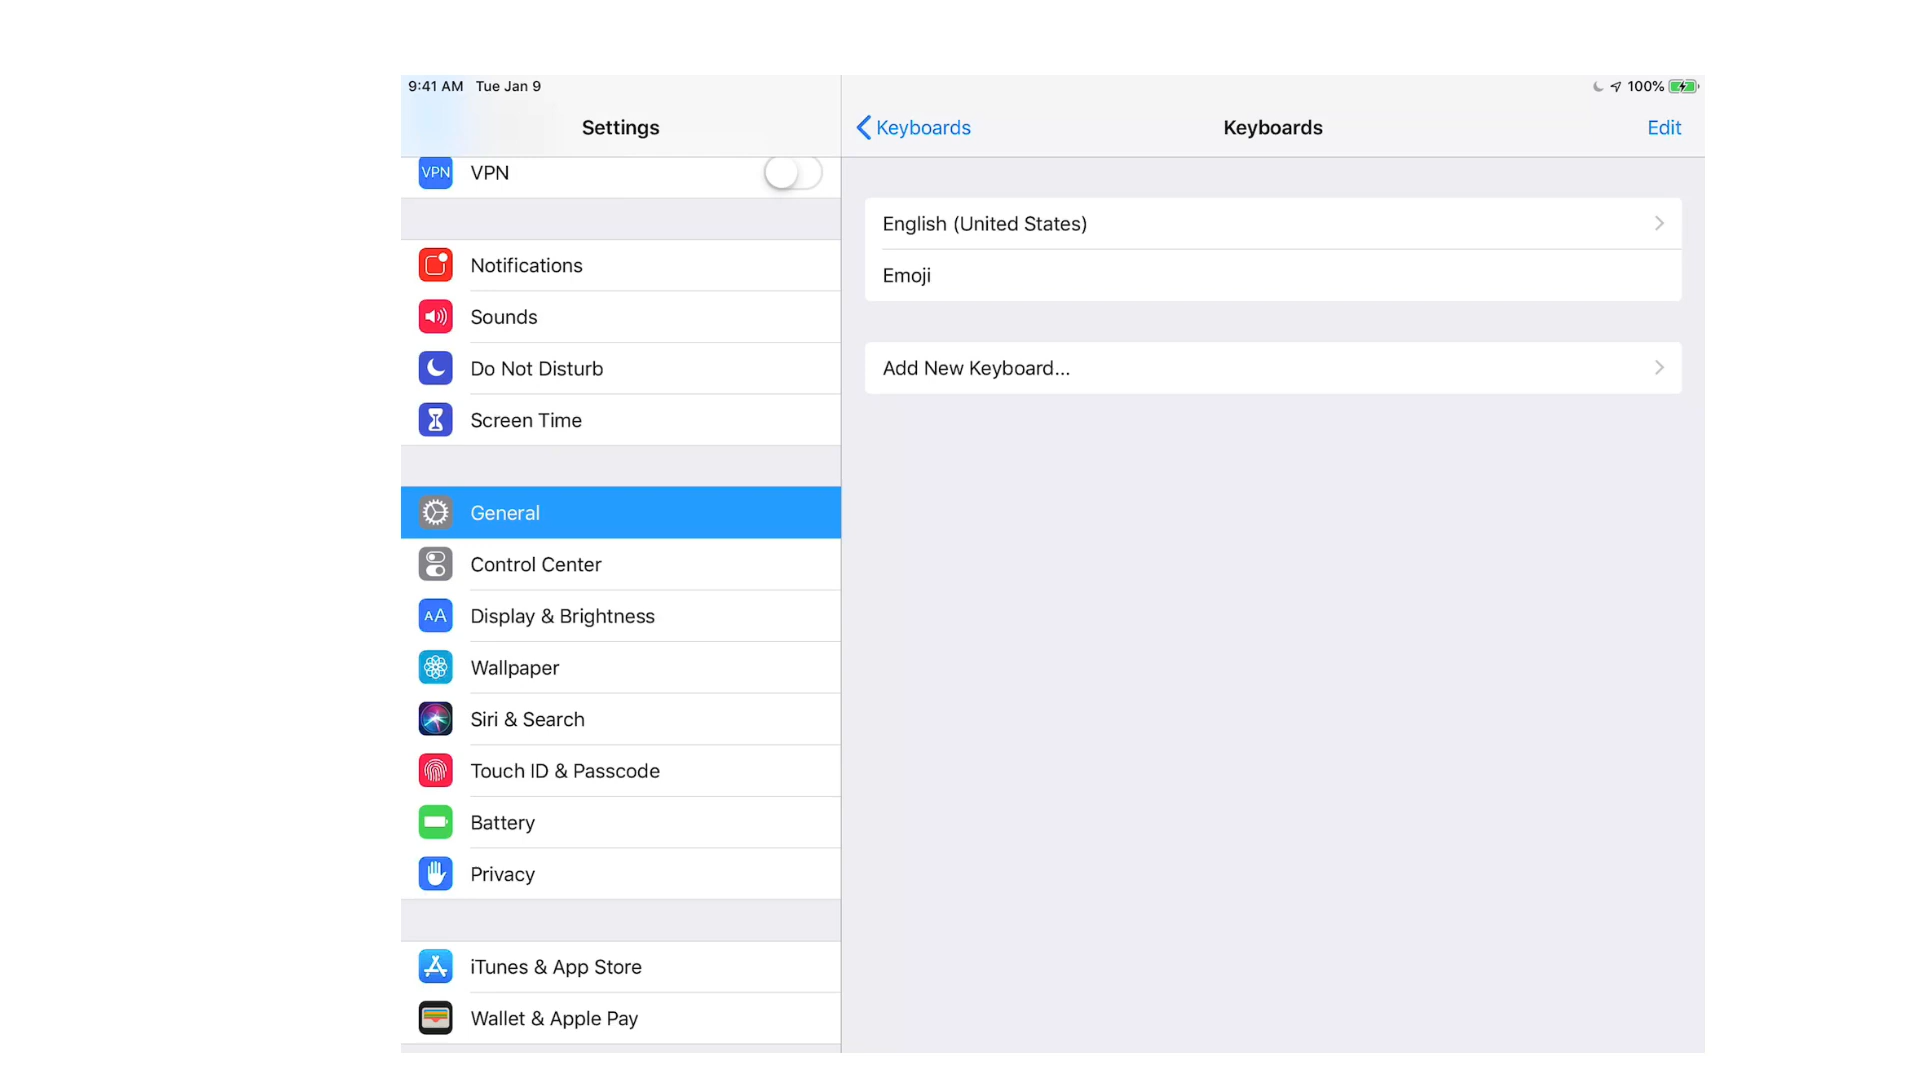 9:41 AM Tue Jan 9
100%
Settings
Keyboards
Keyboards
Edit
VPN VPN
Notifications
Sounds
Do Not Disturb
Screen Time
General
Control Center
AA Display & Brightness
Wallpaper
Siri & Search
Touch ID & Passcode
Battery
Privacy
iTunes & App Store
Wallet & Apple Pay
English (United States)
Emoji
Add New Keyboard...